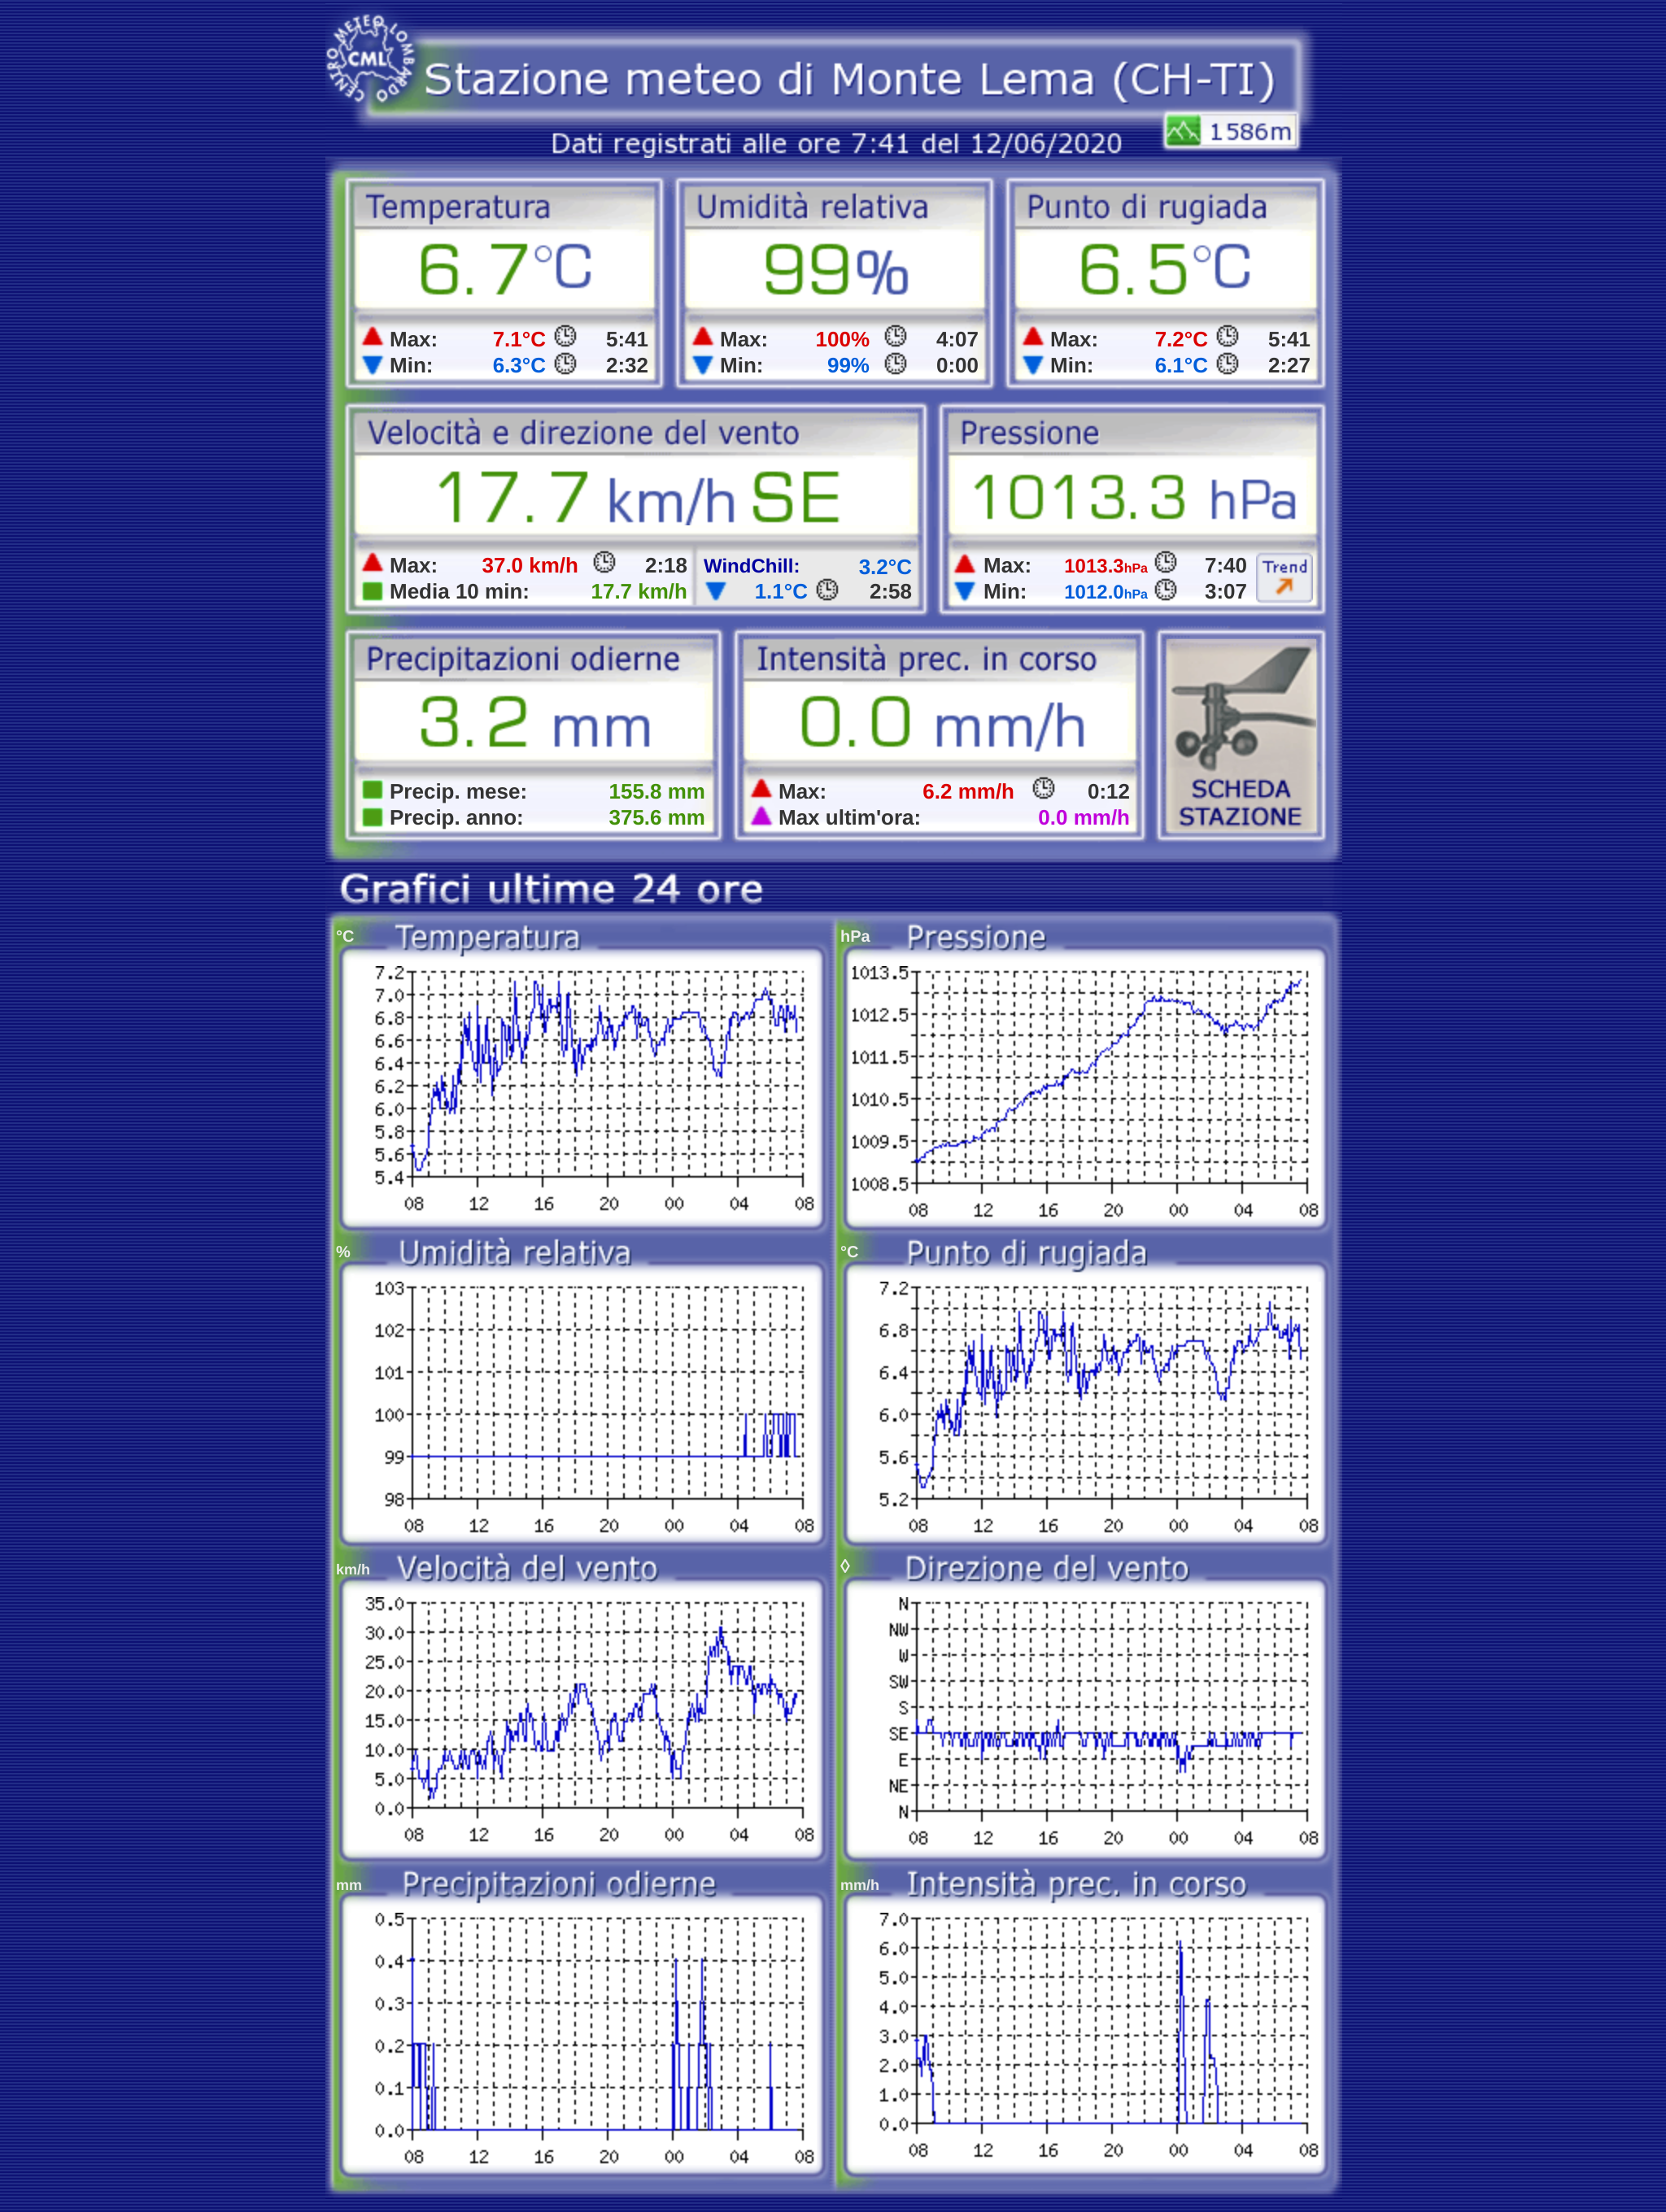 CENTRO METEO LOMBARDO
CML
Stazione meteo di Monte Lema (CH-TI)
1586m
Dati registrati alle ore 7:41 del 12/06/2020
Temperatura Umidità relativa Punto di rugiada
6.7°C 99% 6.5°C
Max: 7.1°C 5:41 Max: 100% 4:07 Max: 7.2°C 5:41
Min: 6.3°C 2:32 Min: 99% 0:00 Min: 6.1°C 2:27
Velocità e direzione del vento Pressione
17.7 km/h SE 1013.3 hPa
Max: 37.0 km/h 2:18 WindChill: 3.2°C Max: 1013.3hPa 7:40 Trend
Media 10 min: 17.7 km/h 1.1°C 2:58 Min: 1012.0hPa 3:07
Precipitazioni odierne Intensità prec. in corso
3.2 mm 0.0 mm/h
Precip. mese: 155.8 mm Max: 6.2 mm/h 0:12 SCHEDA
Precip. anno: 375.6 mm Max ultim'ora: 0.0 mm/h STAZIONE
Grafici ultime 24 ore
°C Temperatura
7.2
7.0
6.8
6.6
6.4
6.2
6.0
5.8
5.6
5.4
08 12 16 20 00 04 08
hPa Pressione
1013.5
1012.5
1011.5
1010.5
1009.5
1008.5
08 12 16 20 00 04 08
% Umidità relativa
103
102
101
100
99
98
08 12 16 20 00 04 08
°C Punto di rugiada
7.2
6.8
6.4
6.0
5.6
5.2
08 12 16 20 00 04 08
km/h Velocità del vento
35.0
30.0
25.0
20.0
15.0
10.0
5.0
0.0
08 12 16 20 00 04 08
◊ Direzione del vento
N
NW
W
SW
S
SE
E
NE
N
08 12 16 20 00 04 08
mm Precipitazioni odierne
0.5
0.4
0.3
0.2
0.1
0.0
08 12 16 20 00 04 08
mm/h Intensità prec. in corso
7.0
6.0
5.0
4.0
3.0
2.0
1.0
0.0
08 12 16 20 00 04 08